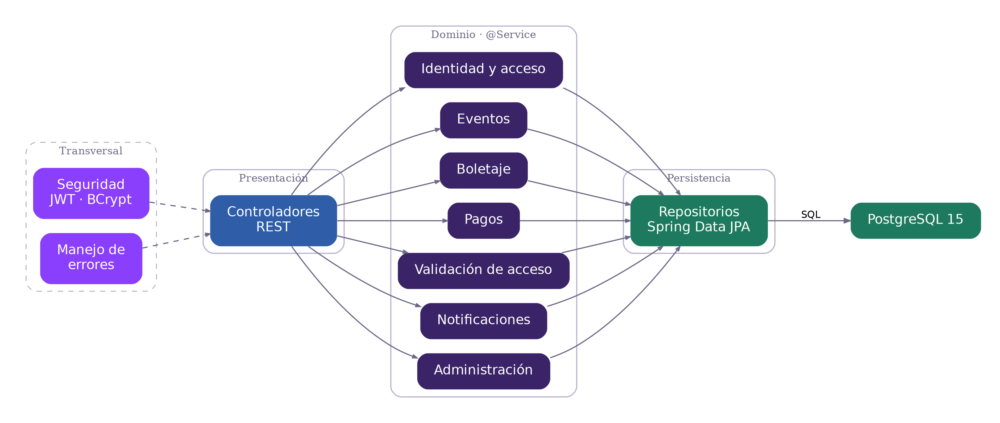 Transversal
Seguridad
JWT · BCrypt
Manejo de
errores
Presentación
Controladores
REST
Dominio · @Service
Identidad y acceso
Eventos
Boletaje
Pagos
Validación de acceso
Notificaciones
Administración
Persistencia
Repositorios
Spring Data JPA
SQL
PostgreSQL 15